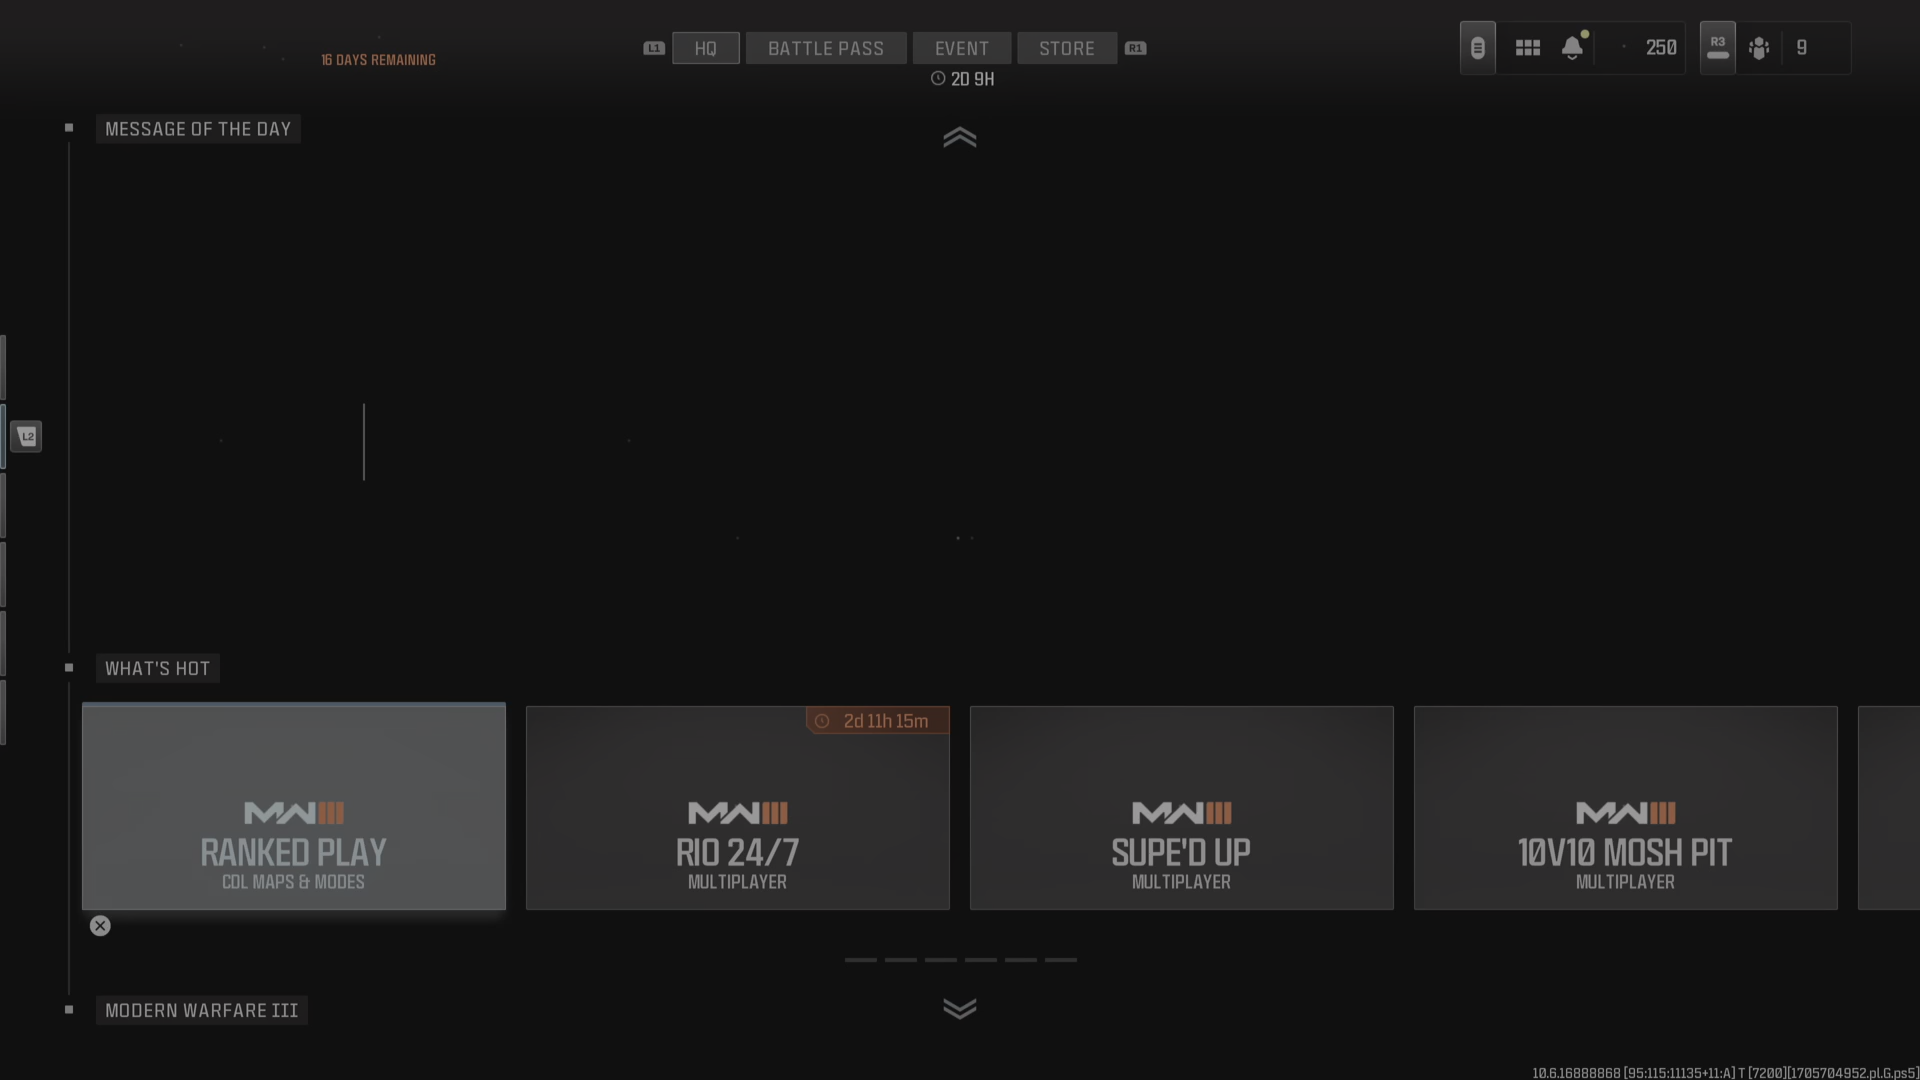 16 DAYS REMAINING
L1 HQ BATTLE PASS EVENT STORE R1
2D 9H
250
R3
9
MESSAGE OF THE DAY
L2
WHAT'S HOT
2d 11h 15m
MWIII
RANKED PLAY
CDL MAPS & MODES
MWIII
RIO 24/7
MULTIPLAYER
MWIII
SUPE'D UP
MULTIPLAYER
MWIII
10V10 MOSH PIT
MULTIPLAYER
MODERN WARFARE III
10.6.16888868 [95:115:11135+11:A] T [7200][1705704952.pl.G.ps5]